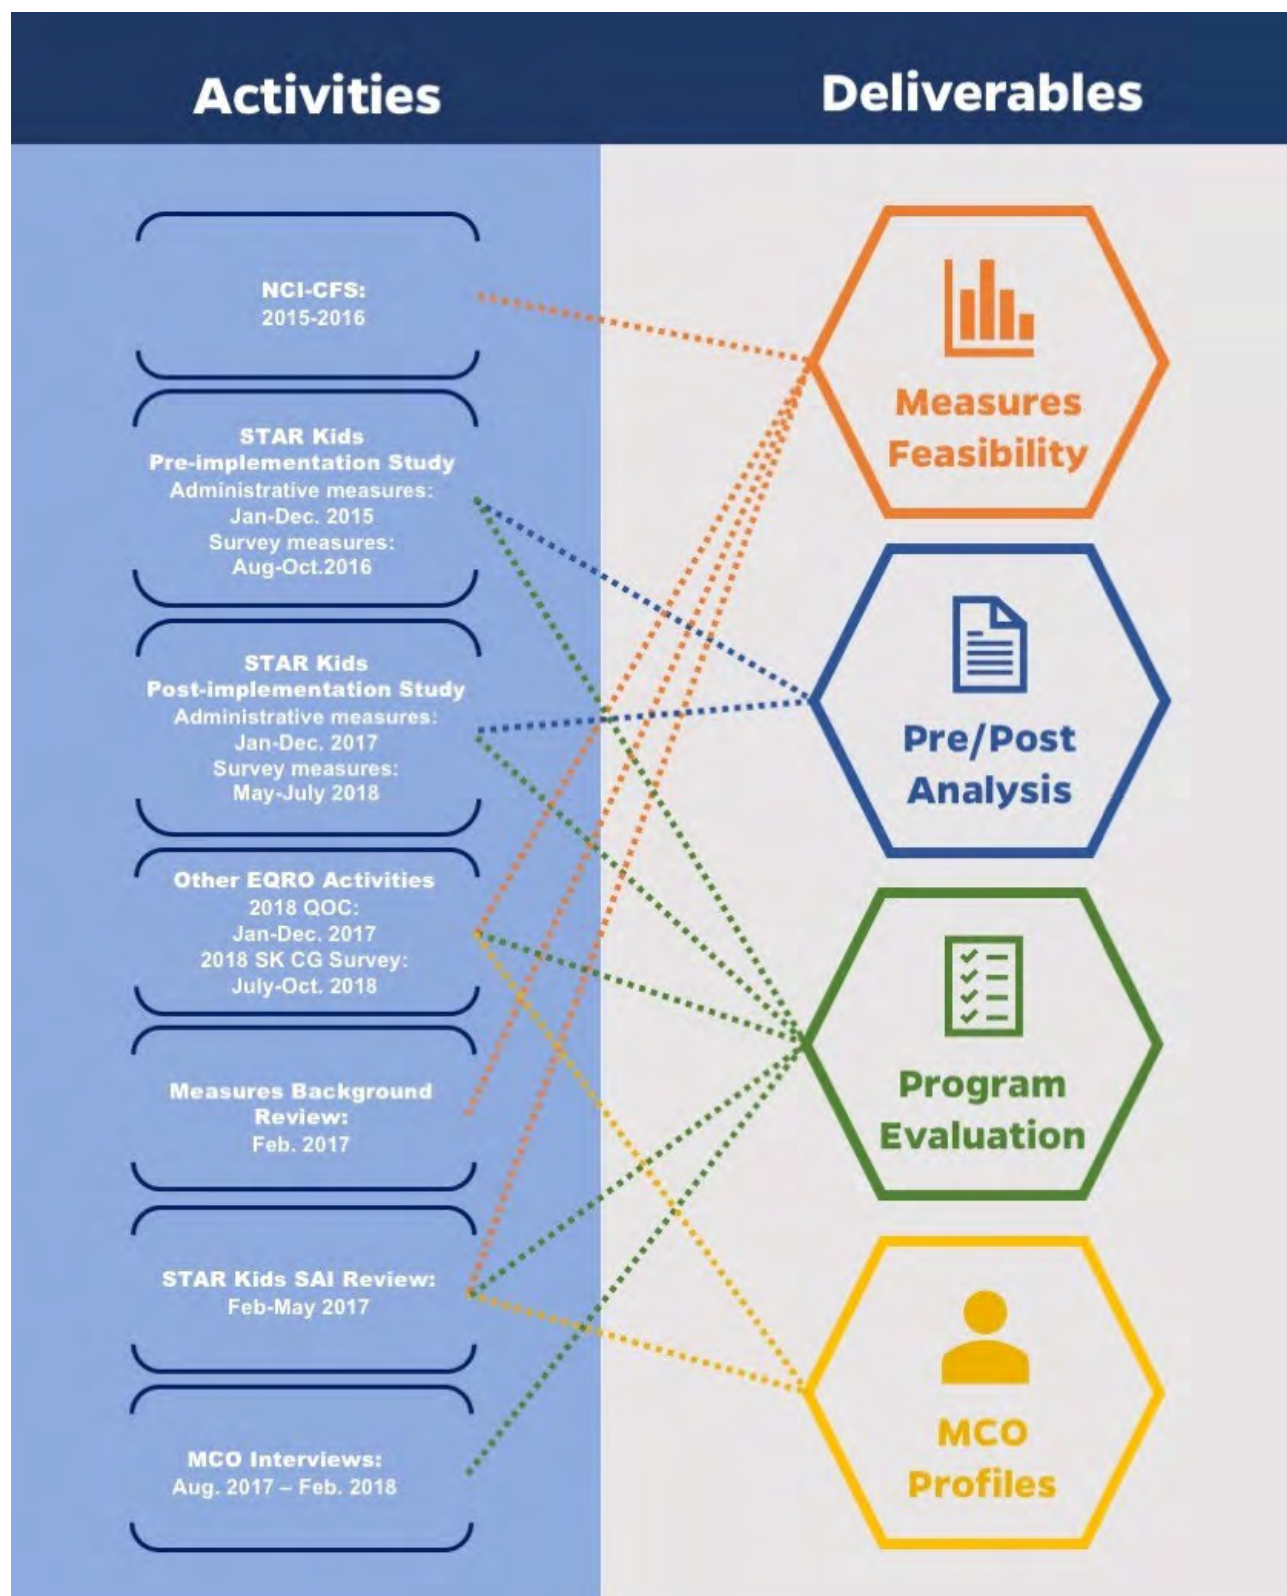 Activities
Deliverables
NCI-CFS:
2015-2016
STAR Kids
Pre-implementation Study
Administrative measures:
Jan-Dec. 2015
Survey measures:
Aug-Oct.2016
STAR Kids
Post-implementation Study
Administrative measures:
Jan-Dec. 2017
Survey measures:
May-July 2018
Other EQRO Activities
2018 QOC:
Jan-Dec. 2017
2018 SK CG Survey:
July-Oct. 2018
Measures Background
Review:
Feb. 2017
STAR Kids SAI Review:
Feb-May 2017
MCO Interviews:
Aug. 2017 – Feb. 2018
Measures
Feasibility
Pre/Post
Analysis
Program
Evaluation
MCO
Profiles